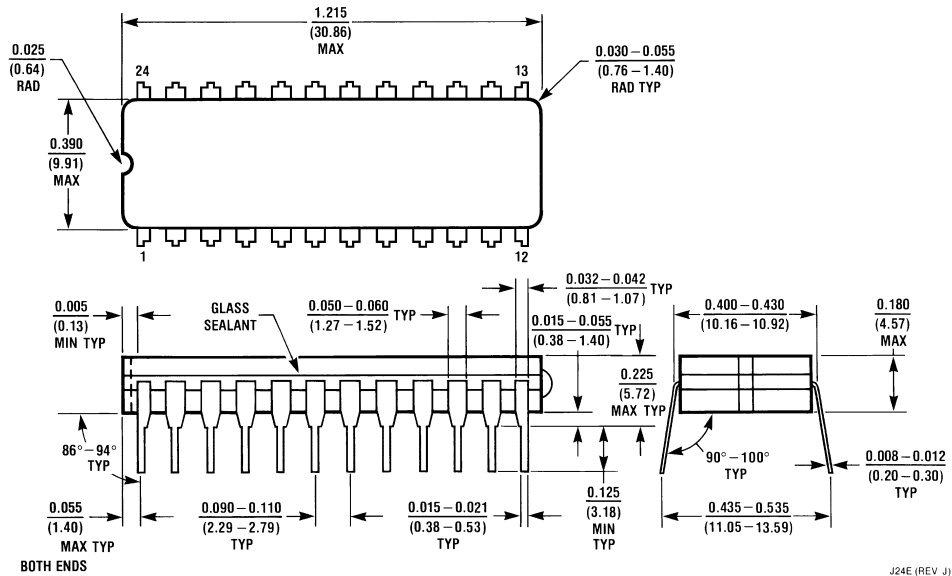 1.215
(30.86)
MAX
0.025
(0.64)
RAD
24
13
0.030 – 0.055
(0.76 – 1.40)
RAD TYP
0.390
(9.91)
MAX
1
12
0.005
(0.13)
MIN TYP
GLASS
SEALANT
0.050 – 0.060 TYP
(1.27 – 1.52)
0.032 – 0.042 TYP
(0.81 – 1.07)
0.015 – 0.055 TYP
(0.38 – 1.40)
0.225
(5.72)
MAX TYP
0.400 – 0.430
(10.16 – 10.92)
0.180
(4.57)
MAX
86° – 94°
TYP
90° – 100°
TYP
0.008 – 0.012
(0.20 – 0.30)
TYP
0.055
(1.40)
MAX TYP
BOTH ENDS
0.090 – 0.110
(2.29 – 2.79)
TYP
0.015 – 0.021
(0.38 – 0.53)
TYP
0.125
(3.18)
MIN
TYP
0.435 – 0.535
(11.05 – 13.59)
J24E (REV J)